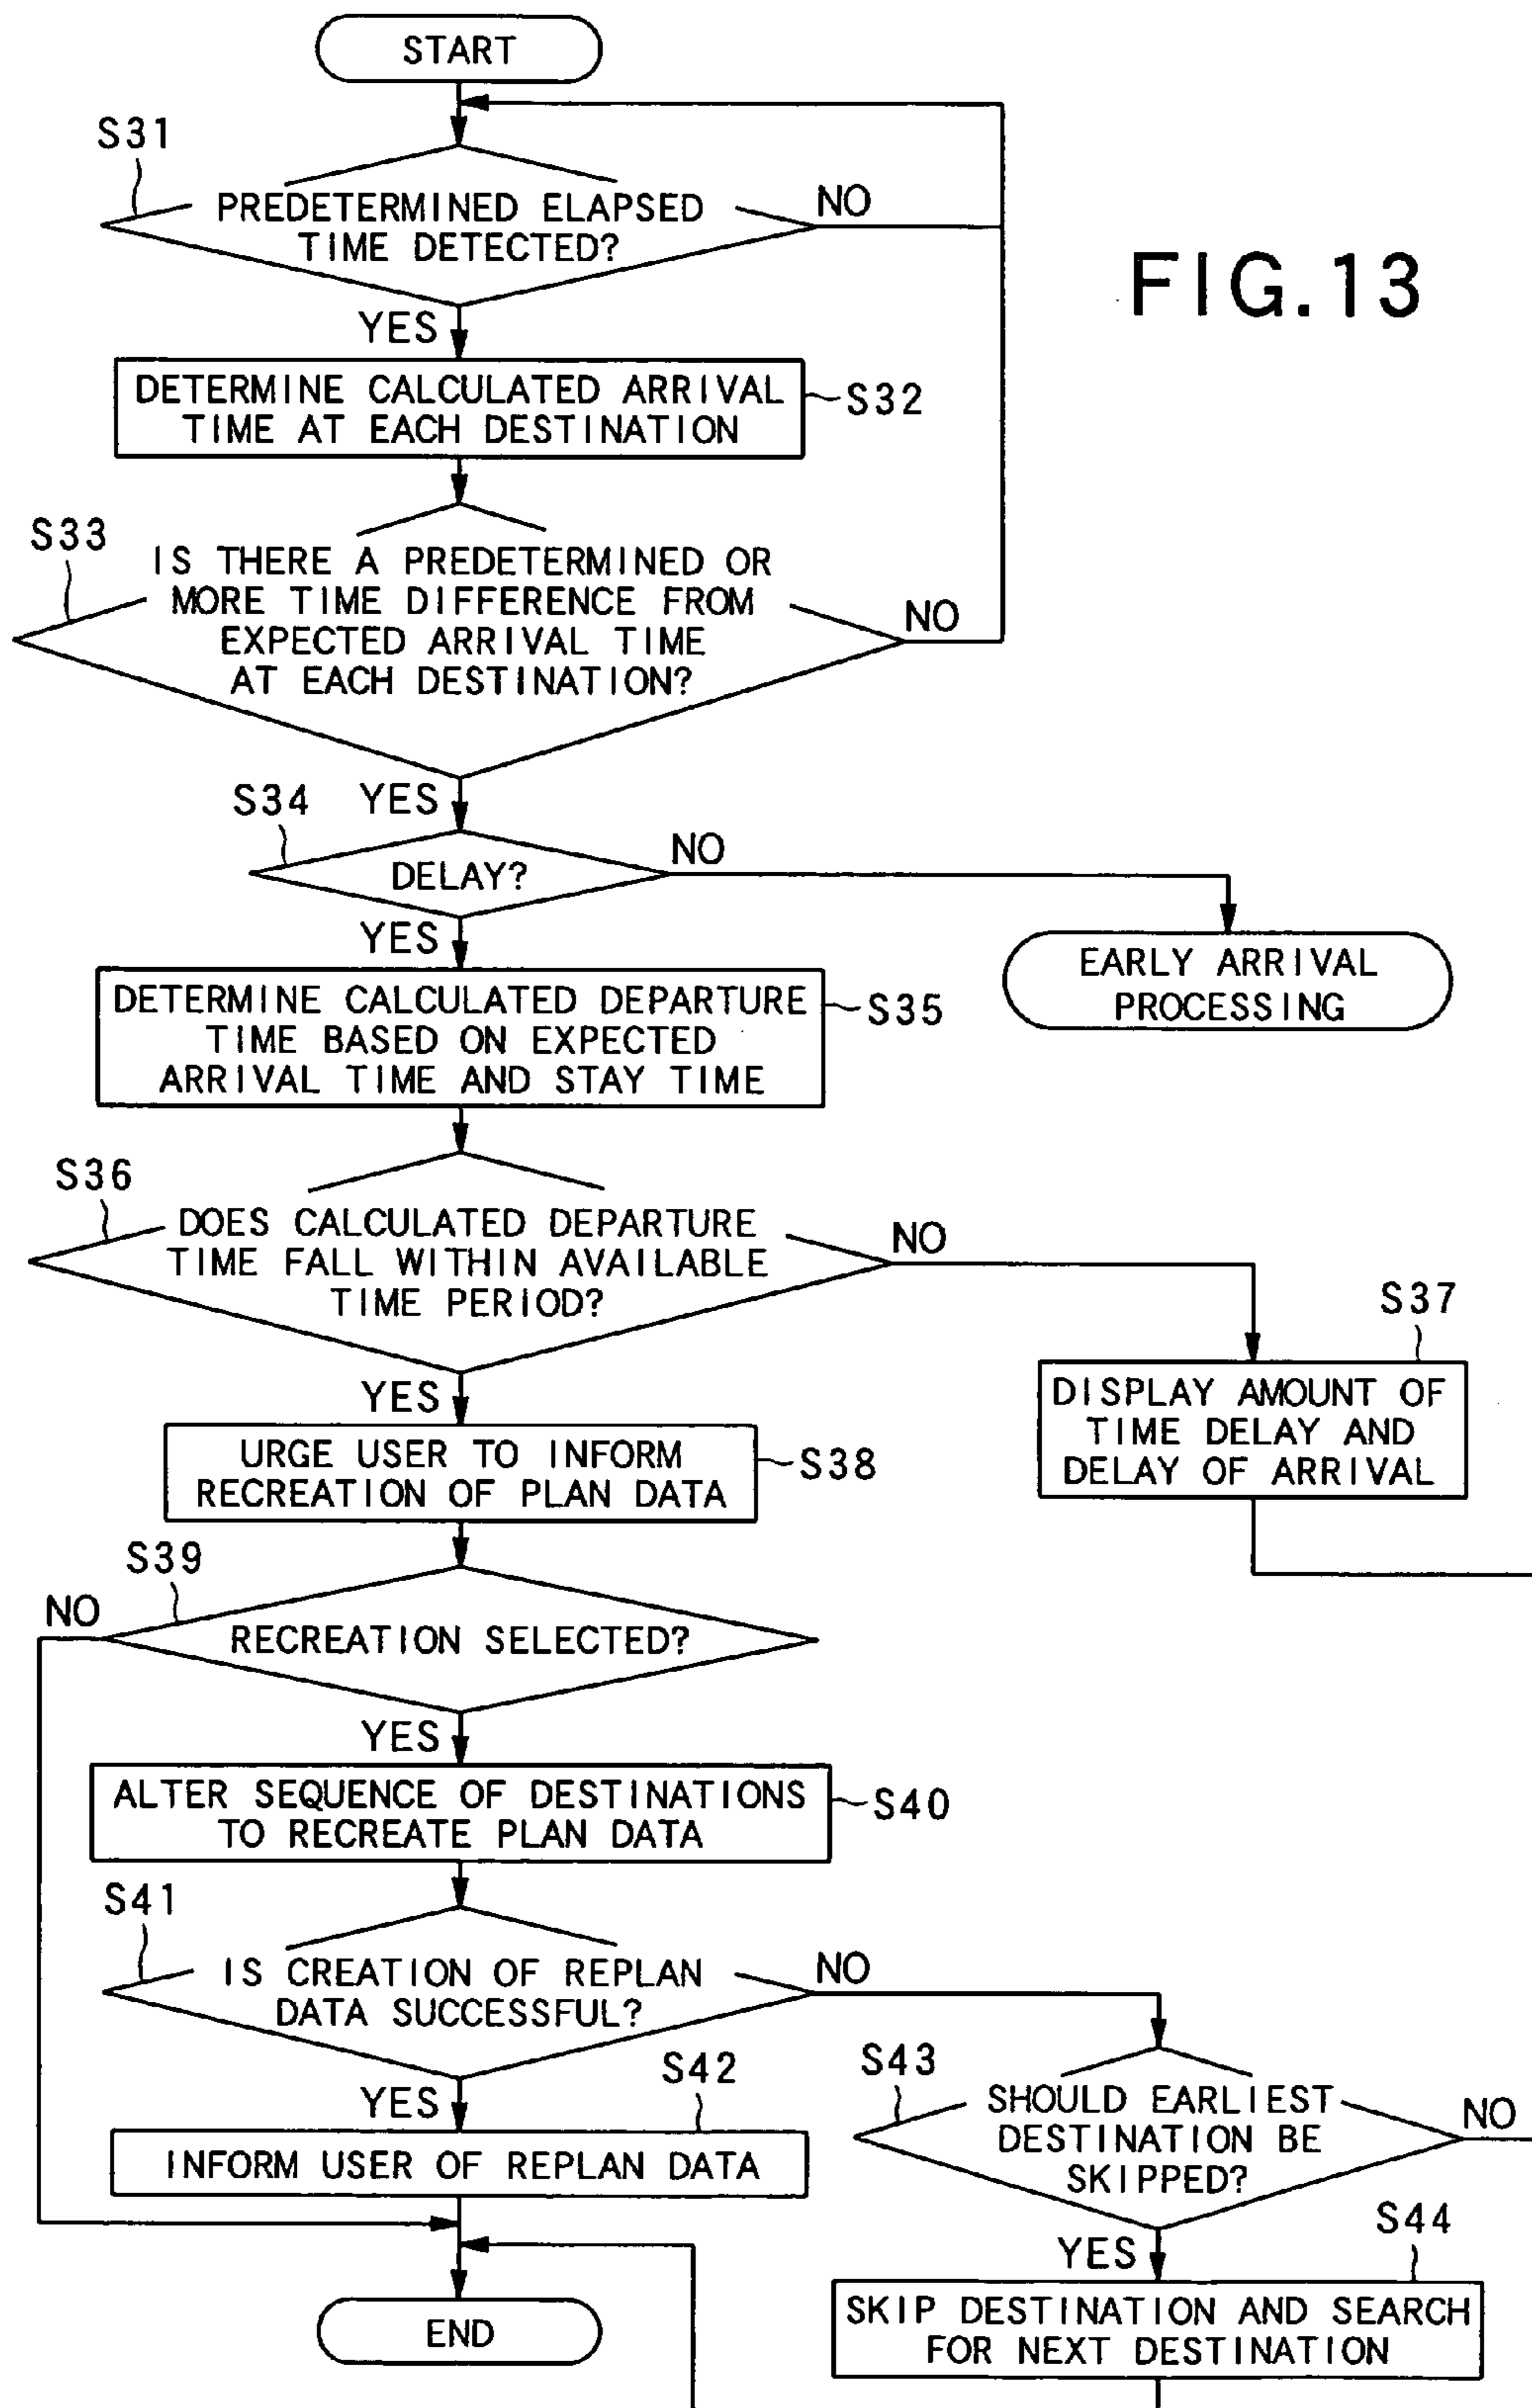 START
S31
PREDETERMINED ELAPSED
TIME DETECTED?
NO
FIG.13
YES
DETERMINE CALCULATED ARRIVAL
TIME AT EACH DESTINATION
S32
S33
IS THERE A PREDETERMINED OR
MORE TIME DIFFERENCE FROM
EXPECTED ARRIVAL TIME
AT EACH DESTINATION?
NO
YES
S34
DELAY?
NO
YES
EARLY ARRIVAL
PROCESSING
DETERMINE CALCULATED DEPARTURE
TIME BASED ON EXPECTED
ARRIVAL TIME AND STAY TIME
S35
S36
DOES CALCULATED DEPARTURE
TIME FALL WITHIN AVAILABLE
TIME PERIOD?
NO
S37
DISPLAY AMOUNT OF
TIME DELAY AND
DELAY OF ARRIVAL
YES
URGE USER TO INFORM
RECREATION OF PLAN DATA
S38
S39
NO
RECREATION SELECTED?
YES
ALTER SEQUENCE OF DESTINATIONS
TO RECREATE PLAN DATA
S40
S41
IS CREATION OF REPLAN
DATA SUCCESSFUL?
NO
YES
S42
INFORM USER OF REPLAN DATA
S43
SHOULD EARLIEST
DESTINATION BE
SKIPPED?
NO
YES
S44
SKIP DESTINATION AND SEARCH
FOR NEXT DESTINATION
END